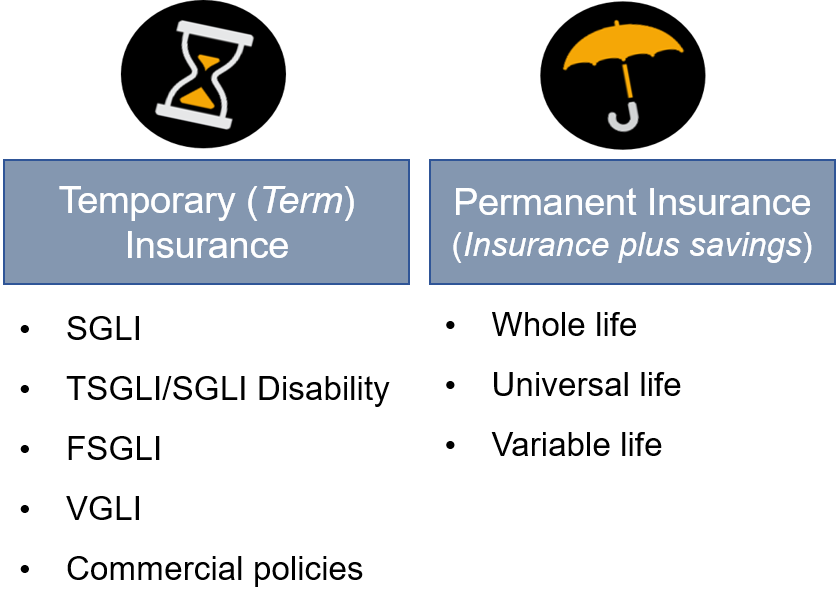 Temporary (Term)
Insurance
• SGLI
• TSGLI/SGLI Disability
• FSGLI
• VGLI
• Commercial policies
Permanent Insurance
(Insurance plus savings)
• Whole life
• Universal life
• Variable life